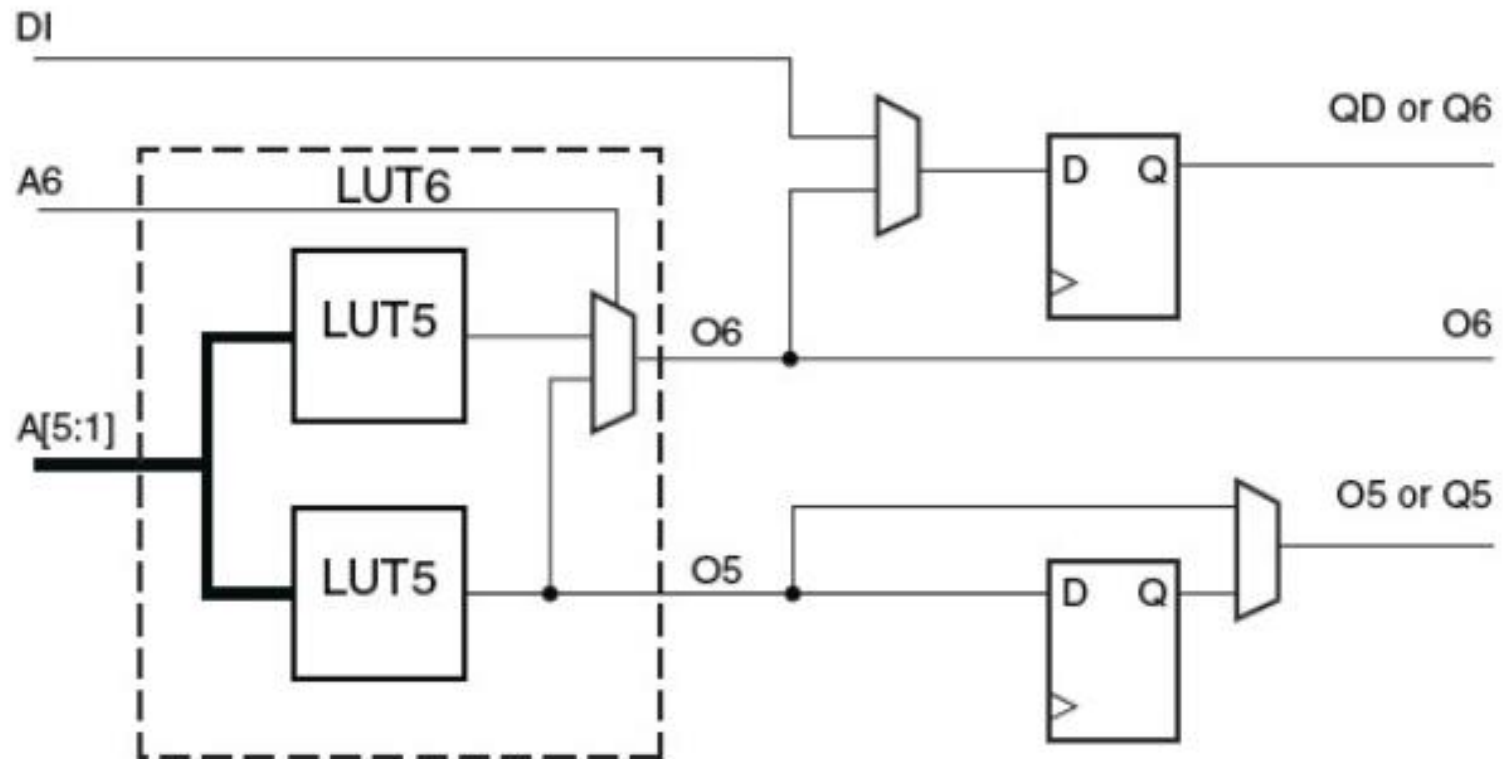 DI
QD or Q6
A6
LUT6
D Q
LUT5
O6
O6
A[5:1]
O5 or Q5
LUT5
O5
D Q